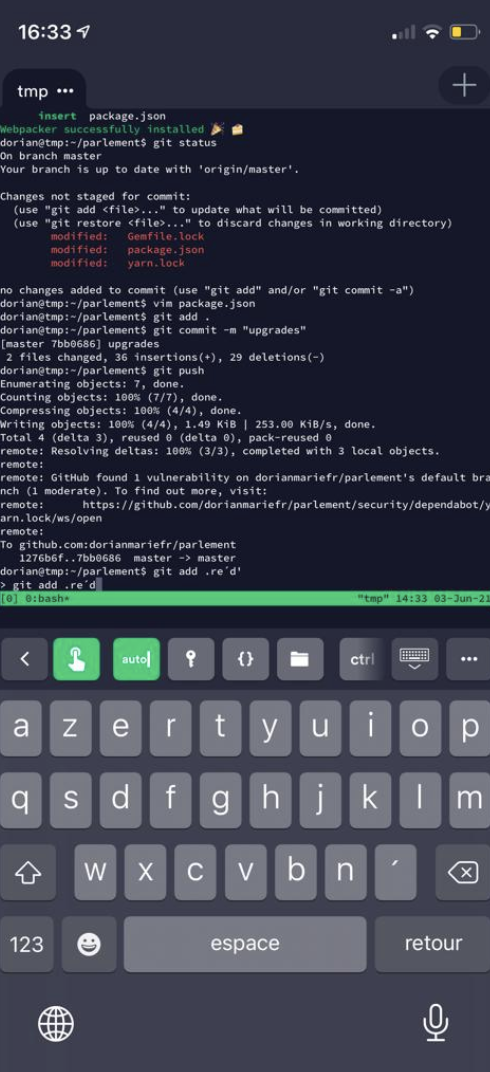 16:33
tmp •••
insert package.json
Webpacker successfully installed 🎉 🍰
dorian@tmp:~/parlement$ git status
On branch master
Your branch is up to date with 'origin/master'.
Changes not staged for commit:
(use "git add <file>..." to update what will be committed)
(use "git restore <file>..." to discard changes in working directory)
modified: Gemfile.lock
modified: package.json
modified: yarn.lock
no changes added to commit (use "git add" and/or "git commit -a")
dorian@tmp:~/parlement$ vim package.json
dorian@tmp:~/parlement$ git add .
dorian@tmp:~/parlement$ git commit -m "upgrades"
[master 7bb0686] upgrades
2 files changed, 36 insertions(+), 29 deletions(-)
dorian@tmp:~/parlement$ git push
Enumerating objects: 7, done.
Counting objects: 100% (7/7), done.
Compressing objects: 100% (4/4), done.
Writing objects: 100% (4/4), 1.49 KiB | 253.00 KiB/s, done.
Total 4 (delta 3), reused 0 (delta 0), pack-reused 0
remote: Resolving deltas: 100% (3/3), completed with 3 local objects.
remote:
remote: GitHub found 1 vulnerability on dorianmariefr/parlement's default bra
nch (1 moderate). To find out more, visit:
remote: https://github.com/dorianmariefr/parlement/security/dependabot/y
arn.lock/ws/open
remote:
To github.com:dorianmariefr/parlement
1276b6f..7bb0686 master -> master
dorian@tmp:~/parlement$ git add .re´d'
> git add .re´d
[0] 0:bash* "tmp" 14:33 03-Jun-21
auto {} ctrl •••
a z e r t y u i o p
q s d f g h j k l m
w x c v b n ´
123 espace retour